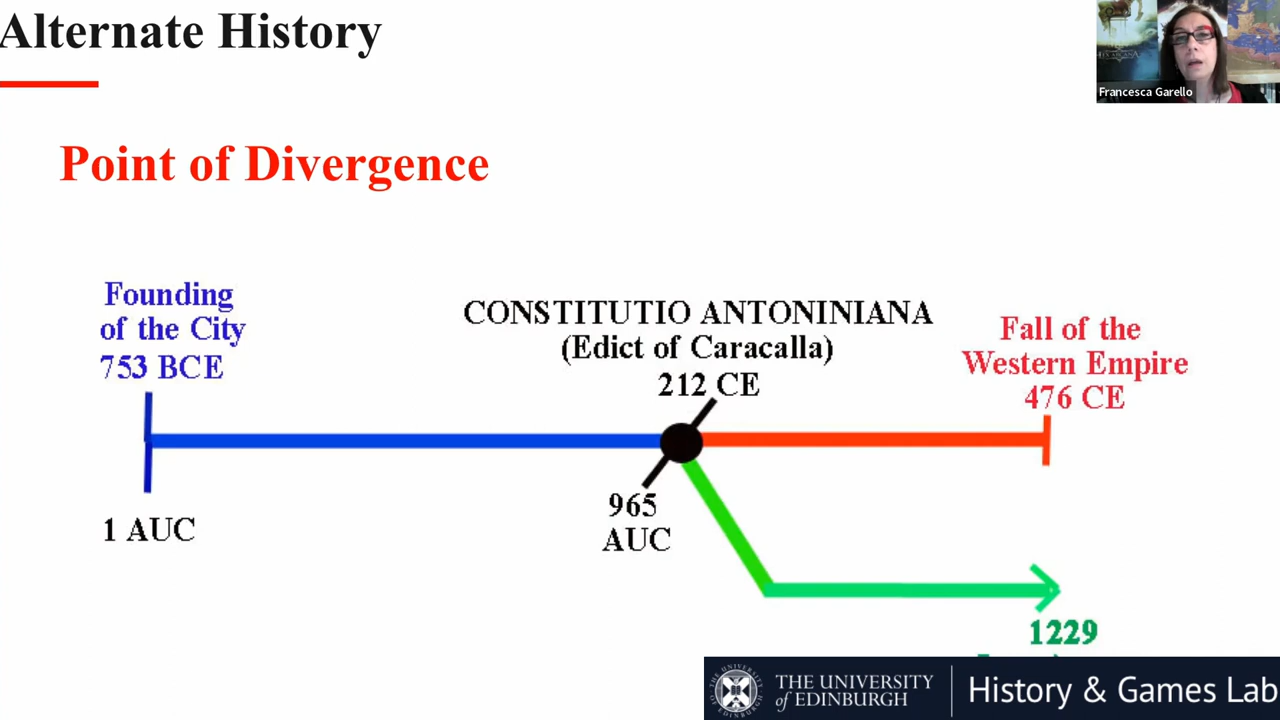 Alternate History
Francesca Garello
Point of Divergence
Founding
of the City
753 BCE
CONSTITUTIO ANTONINIANA
(Edict of Caracalla)
212 CE
Fall of the
Western Empire
476 CE
1 AUC
965
AUC
1229
THE UNIVERSITY
of EDINBURGH
History & Games Lab